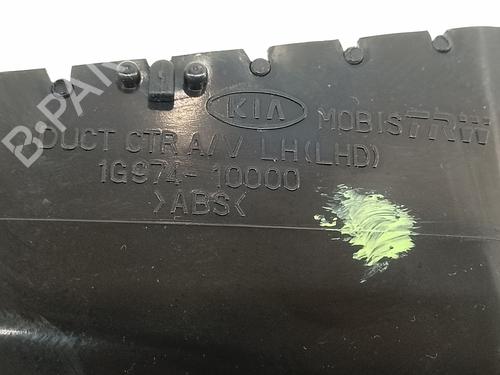 B-PARTS
KIA MOBIS TRW
DUCT CTR A/V LH(LHD)
1G974-10000
>ABS<